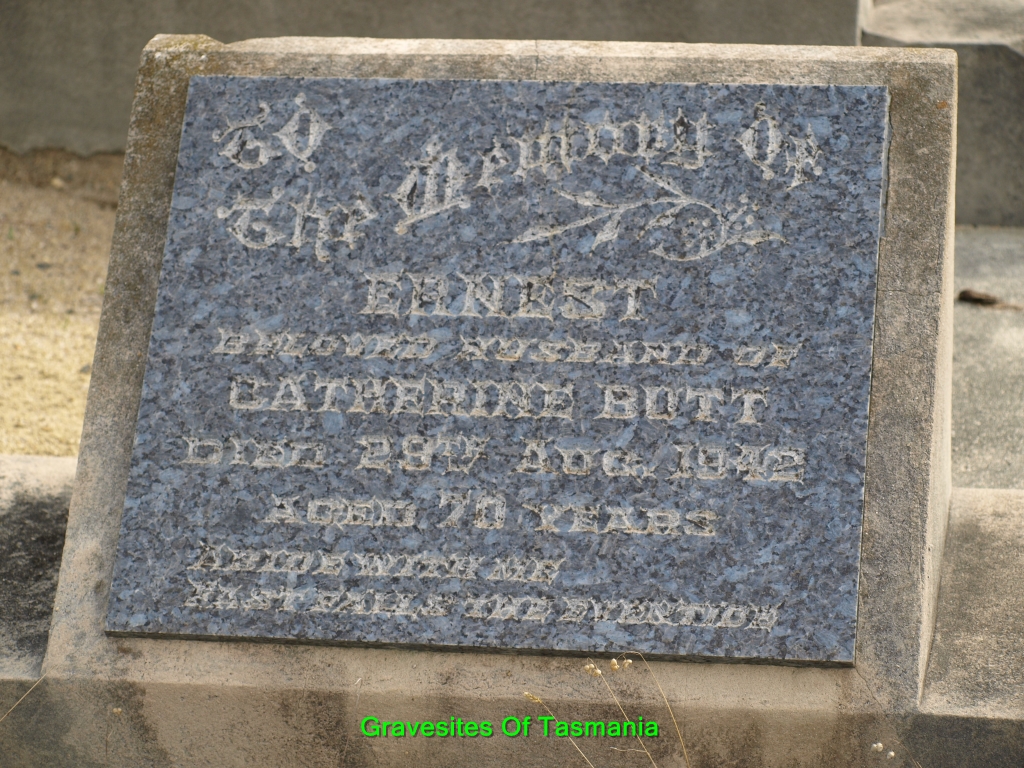 To
The Memory Of
ERNEST
BELOVED HUSBAND OF
CATHERINE BUTT
DIED 29TH AUG. 1942
AGED 70 YEARS
ABIDE WITH ME
FAST FALLS THE EVENTIDE
Gravesites Of Tasmania